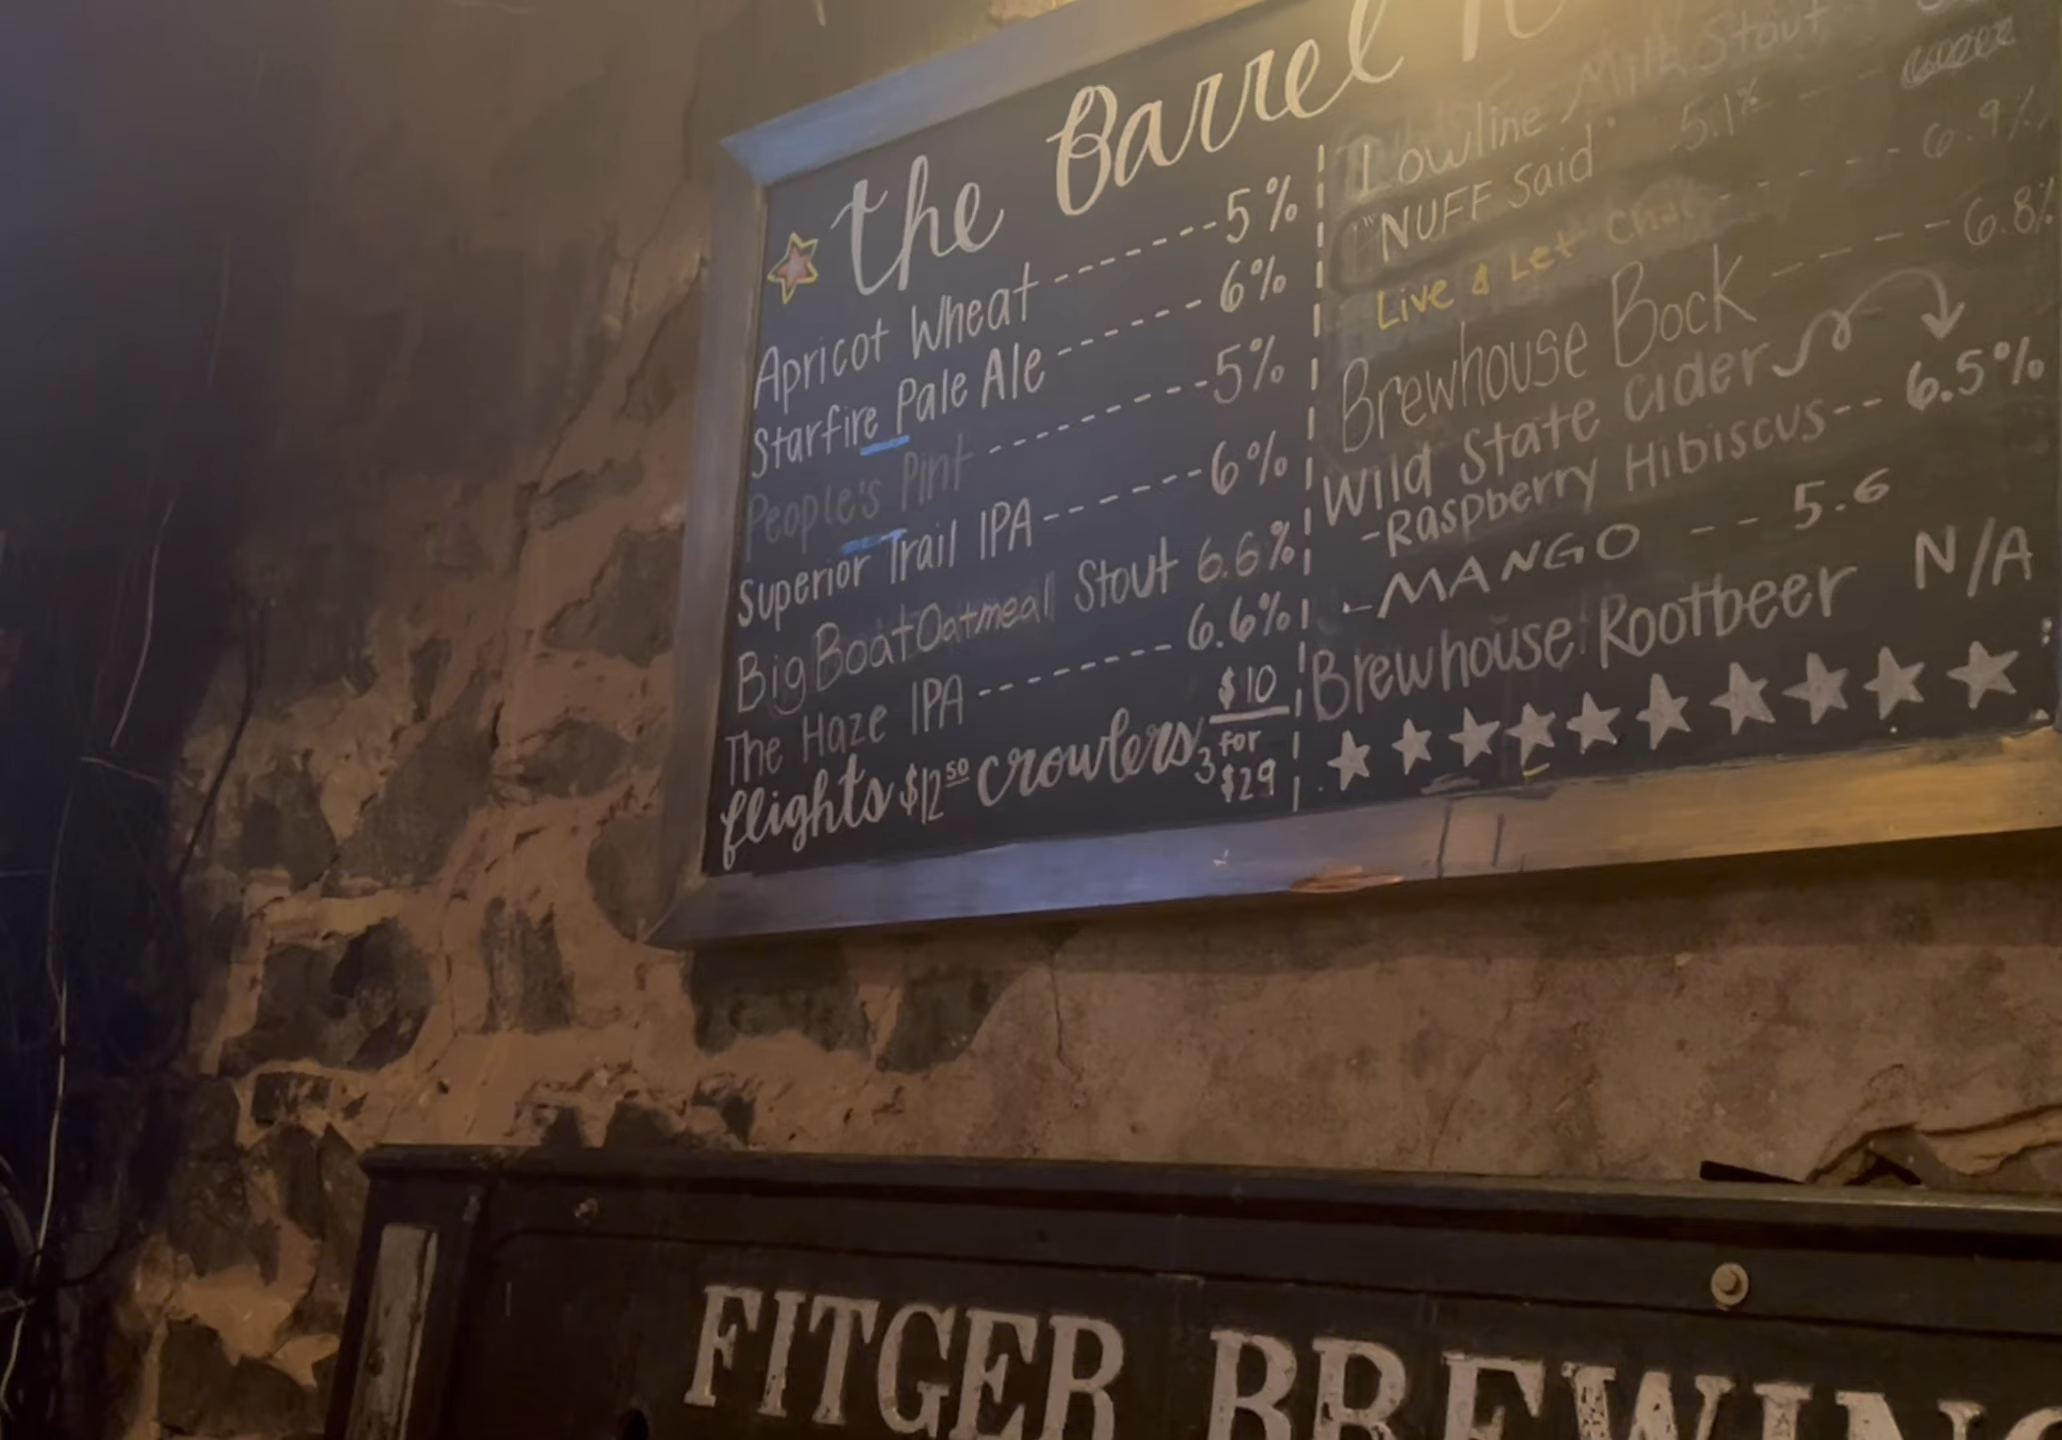 the Barrel
Apricot Wheat -------5%
Starfire Pale Ale ------6%
People's Pint ---------5%
Superior Trail IPA ------6%
Big Boat Oatmeal Stout 6.6%
The Haze IPA ------- 6.6%
flights $12.50 crowlers $10
3 for
$29
Lowline Milk Stout
"NUFF Said" 5.1%
Live & Let Chai ----- 6.9%
Brewhouse Bock ---- 6.8%
Wild State Cider
-Raspberry Hibiscus-- 6.5%
-MANGO -- 5.6
Brewhouse Rootbeer N/A
FITGER BREWING